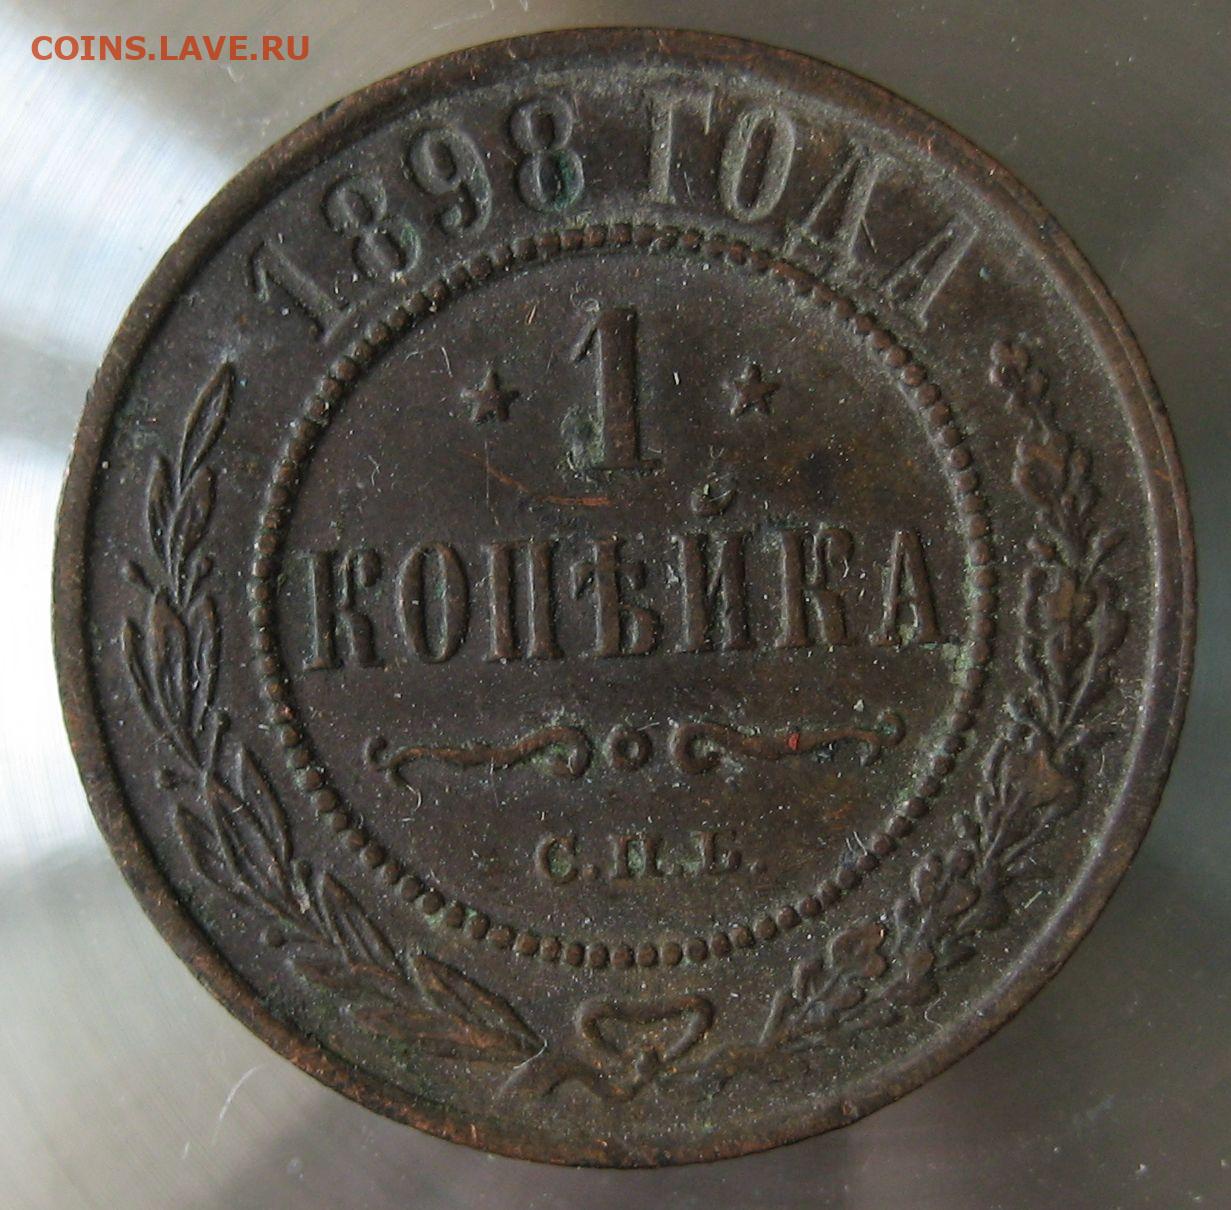 COINS.LAVE.RU
1898 ГОДА
1
КОПѢЙКА
С.П.Б.